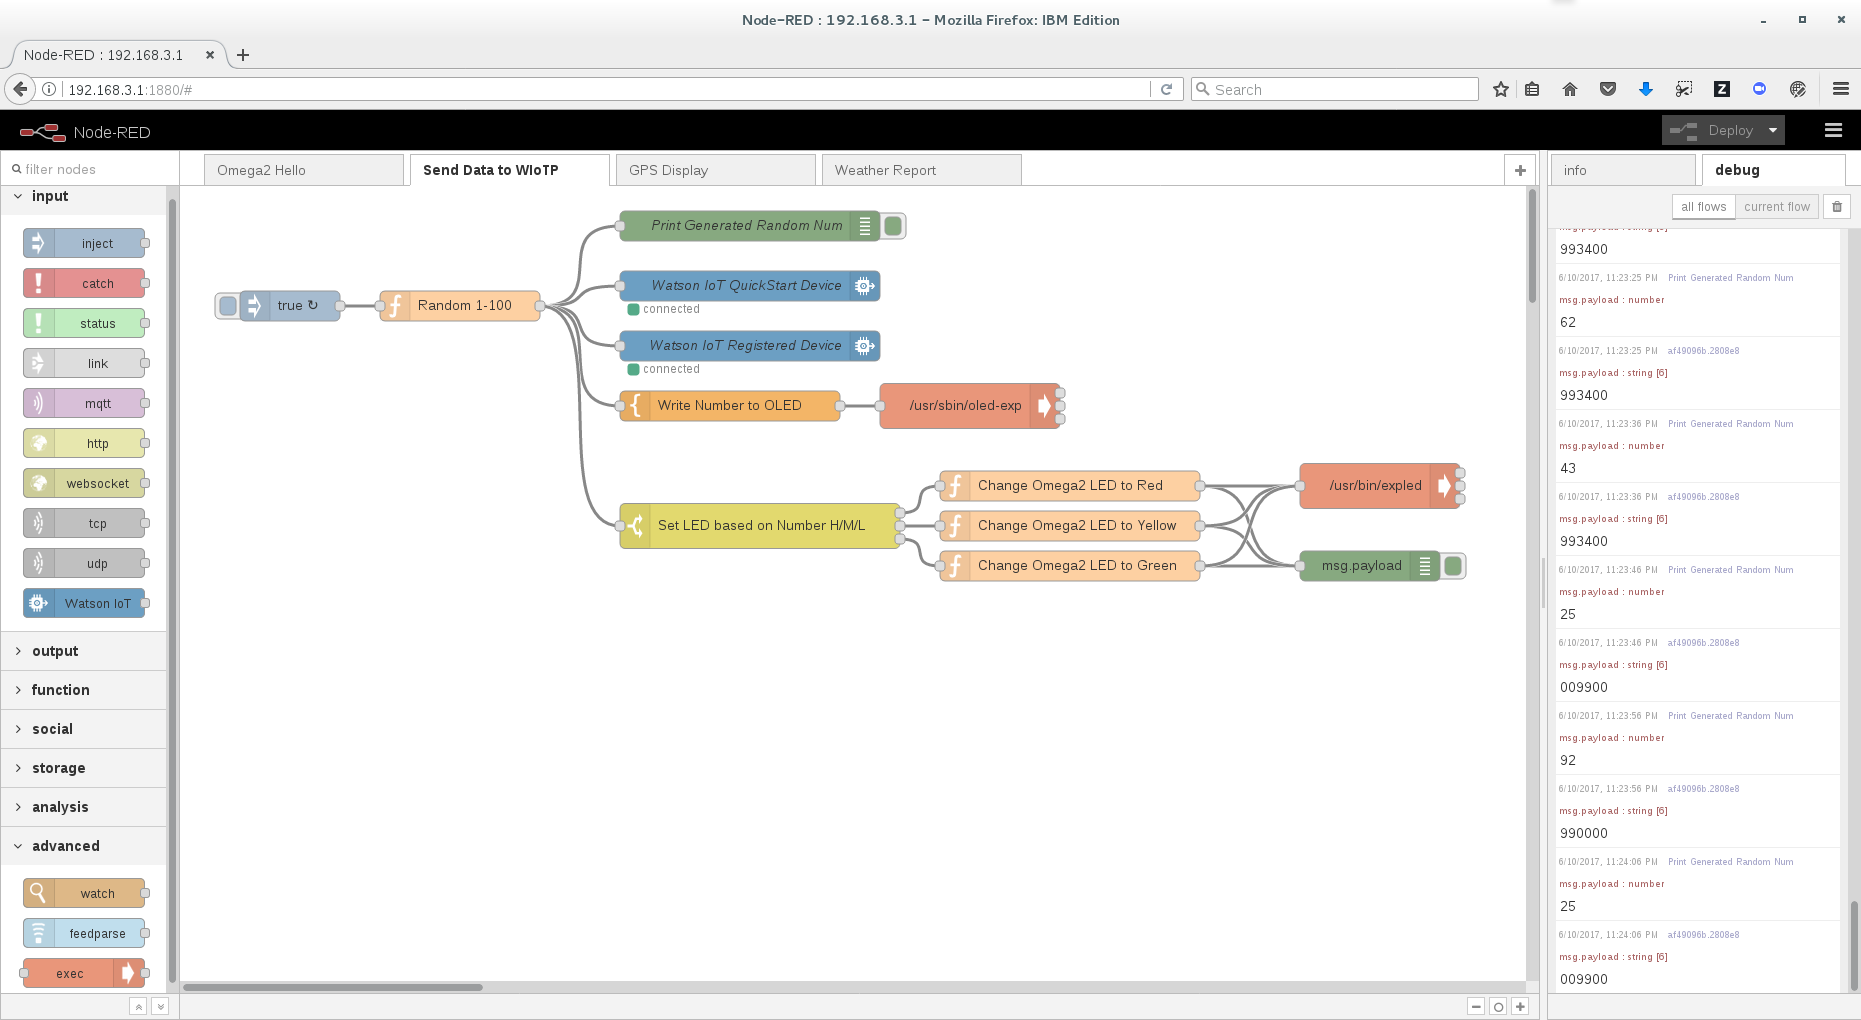 Node-RED : 192.168.3.1 - Mozilla Firefox: IBM Edition
Node-RED : 192.168.3.1
192.168.3.1:1880/#
Search
Node-RED
Deploy
filter nodes
input
inject
catch
status
link
mqtt
http
websocket
tcp
udp
Watson IoT
output
function
social
storage
analysis
advanced
watch
feedparse
exec
Omega2 Hello
Send Data to WIoTP
GPS Display
Weather Report
true ↻
Random 1-100
Print Generated Random Num
Watson IoT QuickStart Device
connected
Watson IoT Registered Device
connected
Write Number to OLED
/usr/sbin/oled-exp
Set LED based on Number H/M/L
Change Omega2 LED to Red
Change Omega2 LED to Yellow
Change Omega2 LED to Green
/usr/bin/expled
msg.payload
info
debug
all flows
current flow
msg.payload : string [6]
993400
6/10/2017, 11:23:25 PM Print Generated Random Num
msg.payload : number
62
6/10/2017, 11:23:25 PM af49096b.2808e8
msg.payload : string [6]
993400
6/10/2017, 11:23:36 PM Print Generated Random Num
msg.payload : number
43
6/10/2017, 11:23:36 PM af49096b.2808e8
msg.payload : string [6]
993400
6/10/2017, 11:23:46 PM Print Generated Random Num
msg.payload : number
25
6/10/2017, 11:23:46 PM af49096b.2808e8
msg.payload : string [6]
009900
6/10/2017, 11:23:56 PM Print Generated Random Num
msg.payload : number
92
6/10/2017, 11:23:56 PM af49096b.2808e8
msg.payload : string [6]
990000
6/10/2017, 11:24:06 PM Print Generated Random Num
msg.payload : number
25
6/10/2017, 11:24:06 PM af49096b.2808e8
msg.payload : string [6]
009900